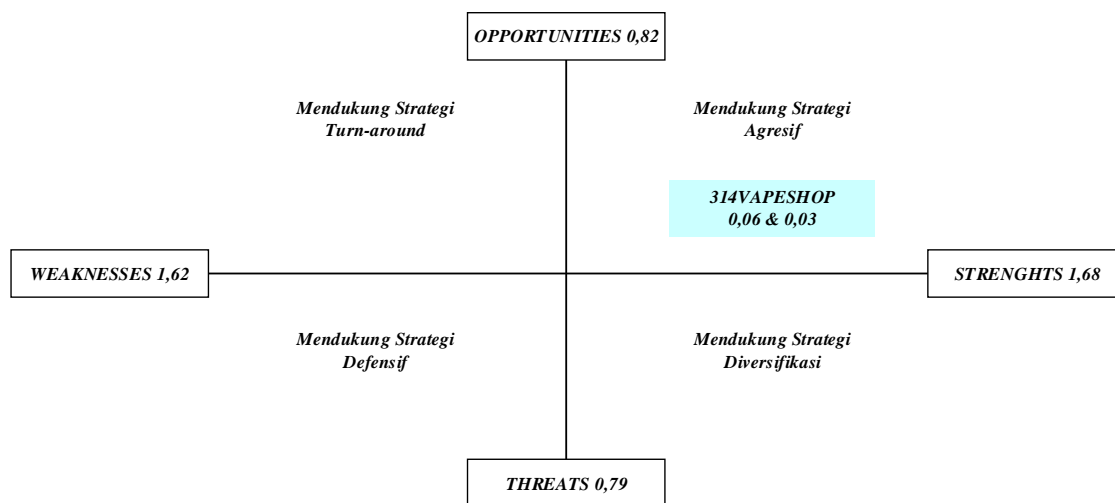 OPPORTUNITIES 0,82
Mendukung Strategi
Turn-around
Mendukung Strategi
Agresif
314VAPESHOP
0,06 & 0,03
WEAKNESSES 1,62
STRENGHTS 1,68
Mendukung Strategi
Defensif
Mendukung Strategi
Diversifikasi
THREATS 0,79